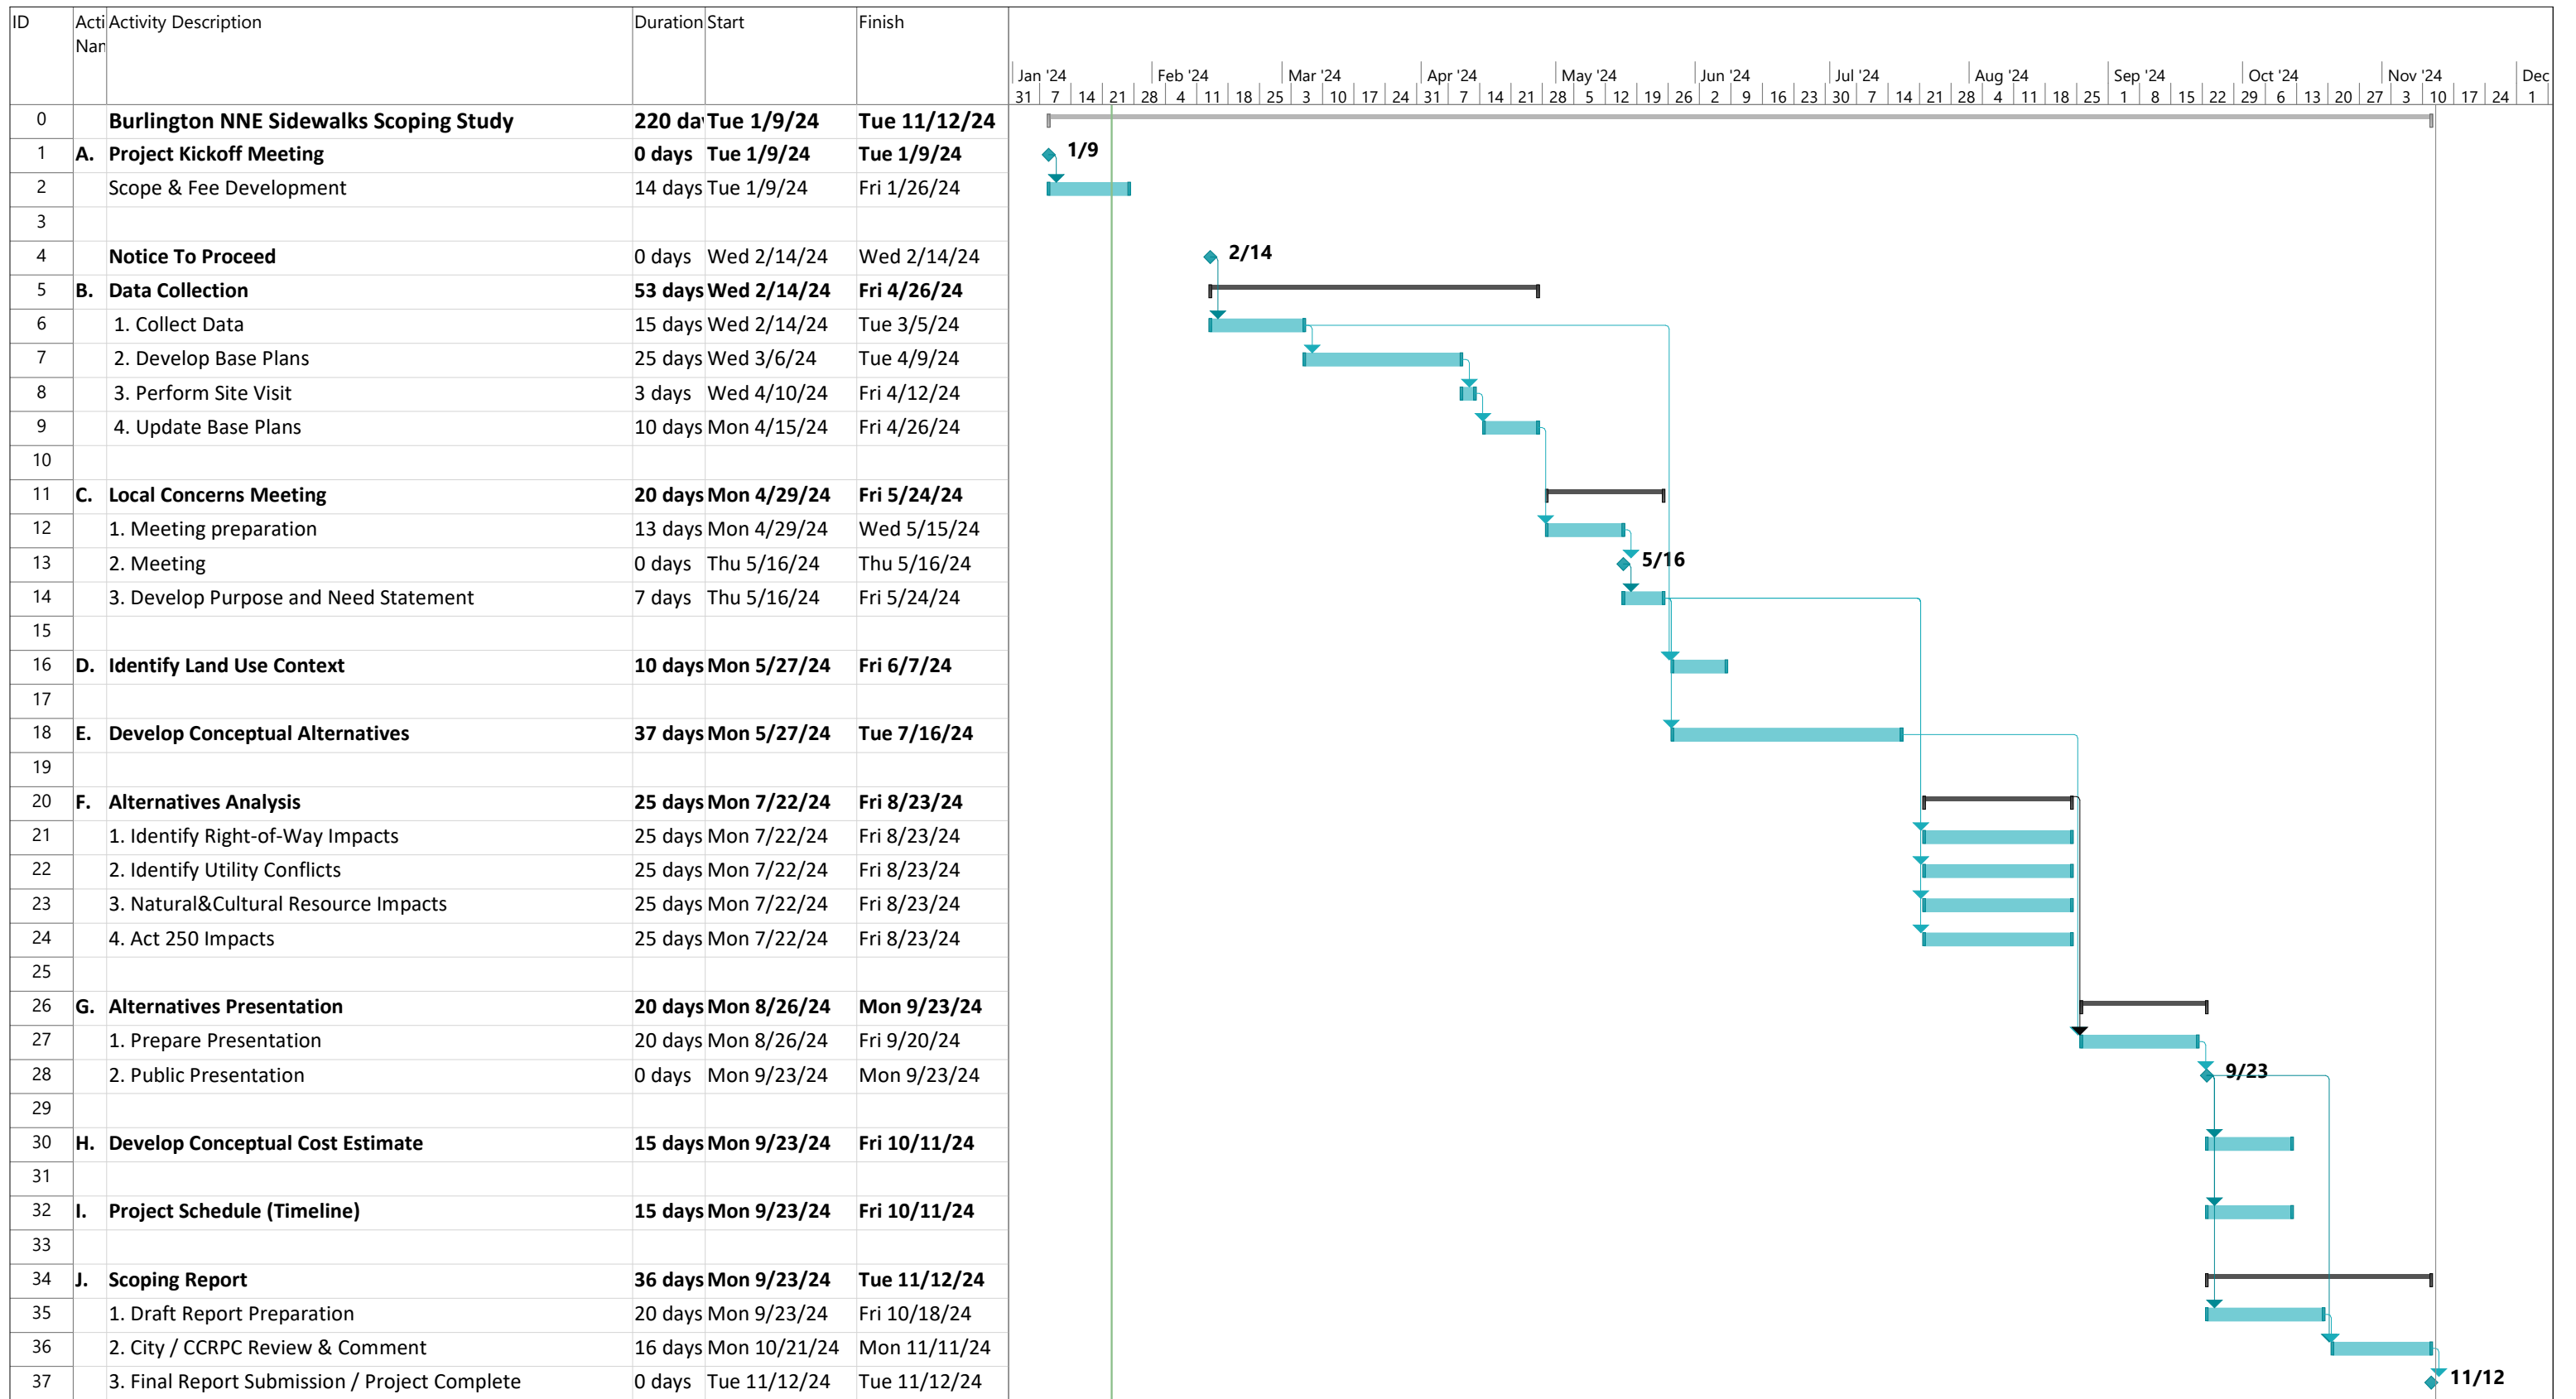 ID Acti Activity Description Duration Start Finish
Nar
Jan '24 Feb '24 Mar '24 Apr '24 May '24 Jun '24 Jul '24 Aug '24 Sep '24 Oct '24 Nov '24 Dec
31 7 14 21 28 4 11 18 25 3 10 17 24 31 7 14 21 28 5 12 19 26 2 9 16 23 30 7 14 21 28 4 11 18 25 1 8 15 22 29 6 13 20 27 3 10 17 24 1
0 Burlington NNE Sidewalks Scoping Study 220 da Tue 1/9/24 Tue 11/12/24
1 A. Project Kickoff Meeting 0 days Tue 1/9/24 Tue 1/9/24 1/9
2 Scope & Fee Development 14 days Tue 1/9/24 Fri 1/26/24
3
4 Notice To Proceed 0 days Wed 2/14/24 Wed 2/14/24 2/14
5 B. Data Collection 53 days Wed 2/14/24 Fri 4/26/24
6 1. Collect Data 15 days Wed 2/14/24 Tue 3/5/24
7 2. Develop Base Plans 25 days Wed 3/6/24 Tue 4/9/24
8 3. Perform Site Visit 3 days Wed 4/10/24 Fri 4/12/24
9 4. Update Base Plans 10 days Mon 4/15/24 Fri 4/26/24
10
11 C. Local Concerns Meeting 20 days Mon 4/29/24 Fri 5/24/24
12 1. Meeting preparation 13 days Mon 4/29/24 Wed 5/15/24
13 2. Meeting 0 days Thu 5/16/24 Thu 5/16/24 5/16
14 3. Develop Purpose and Need Statement 7 days Thu 5/16/24 Fri 5/24/24
15
16 D. Identify Land Use Context 10 days Mon 5/27/24 Fri 6/7/24
17
18 E. Develop Conceptual Alternatives 37 days Mon 5/27/24 Tue 7/16/24
19
20 F. Alternatives Analysis 25 days Mon 7/22/24 Fri 8/23/24
21 1. Identify Right-of-Way Impacts 25 days Mon 7/22/24 Fri 8/23/24
22 2. Identify Utility Conflicts 25 days Mon 7/22/24 Fri 8/23/24
23 3. Natural&Cultural Resource Impacts 25 days Mon 7/22/24 Fri 8/23/24
24 4. Act 250 Impacts 25 days Mon 7/22/24 Fri 8/23/24
25
26 G. Alternatives Presentation 20 days Mon 8/26/24 Mon 9/23/24
27 1. Prepare Presentation 20 days Mon 8/26/24 Fri 9/20/24
28 2. Public Presentation 0 days Mon 9/23/24 Mon 9/23/24 9/23
29
30 H. Develop Conceptual Cost Estimate 15 days Mon 9/23/24 Fri 10/11/24
31
32 I. Project Schedule (Timeline) 15 days Mon 9/23/24 Fri 10/11/24
33
34 J. Scoping Report 36 days Mon 9/23/24 Tue 11/12/24
35 1. Draft Report Preparation 20 days Mon 9/23/24 Fri 10/18/24
36 2. City / CCRPC Review & Comment 16 days Mon 10/21/24 Mon 11/11/24
37 3. Final Report Submission / Project Complete 0 days Tue 11/12/24 Tue 11/12/24 11/12